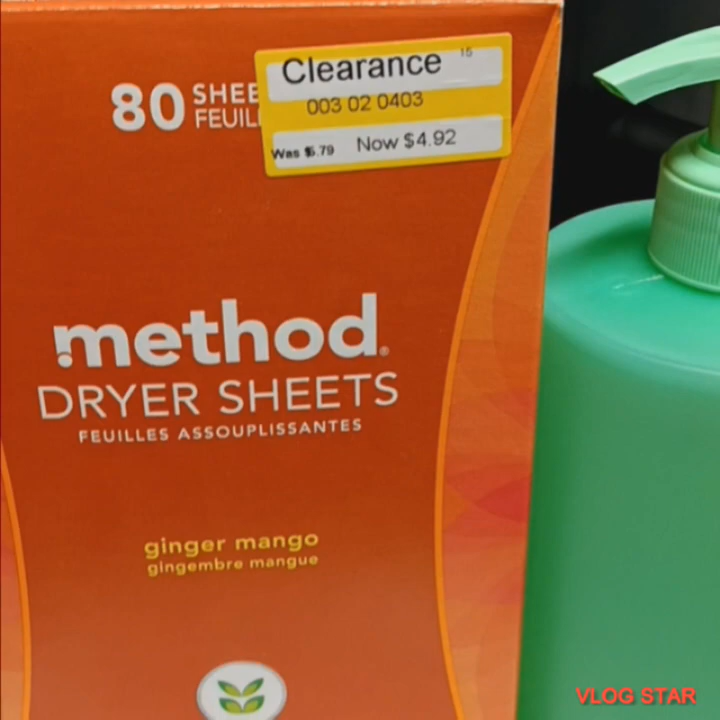 80 SHEE
FEUIL
Clearance 15
003 02 0403
Was $5.79 Now $4.92
method®
DRYER SHEETS
FEUILLES ASSOUPLISSANTES
ginger mango
gingembre mangue
VLOG STAR